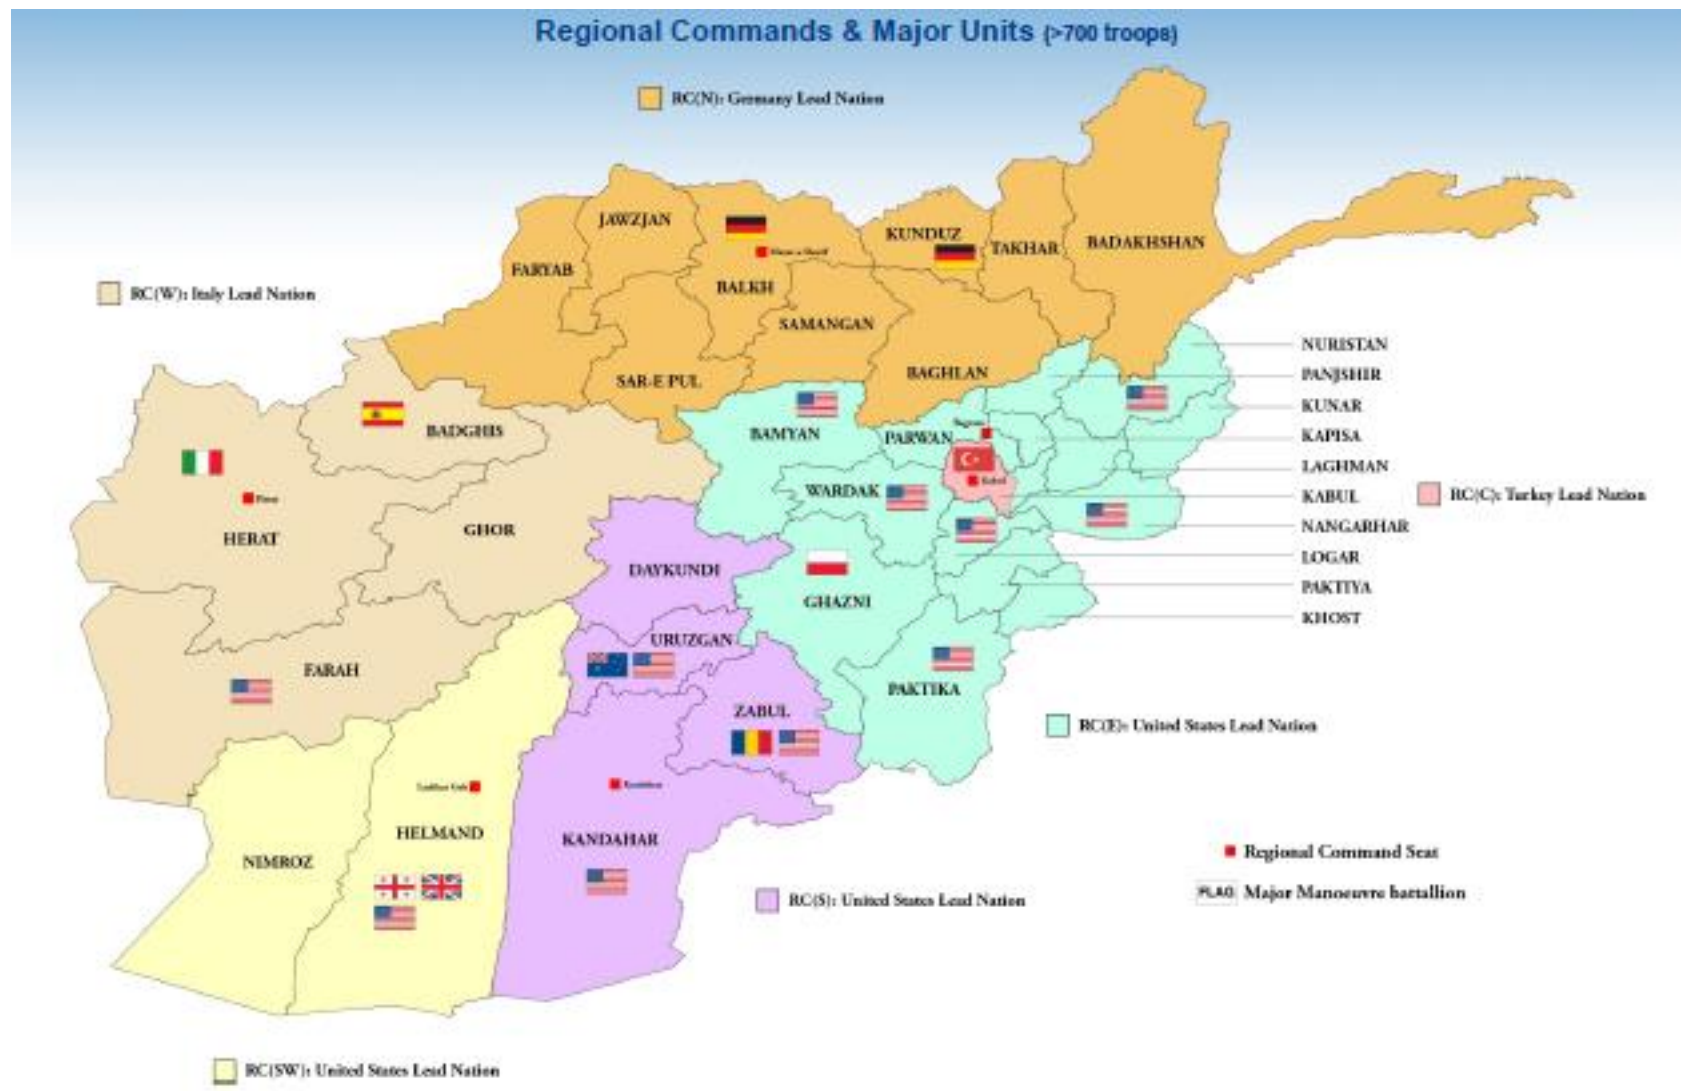 Regional Commands & Major Units (>700 troops)
RC(N): Germany Lead Nation
JAWZJAN
KUNDUZ
TAKHAR
BADAKHSHAN
FARYAB
BALKH
RC(W): Italy Lead Nation
SAMANGAN
NURISTAN
SAR-E PUL
BAGHLAN
PANJSHIR
KUNAR
BADGHIS
BAMYAN
PARWAN
KAPISA
LAGHMAN
WARDAK
Kabul
KABUL
RC(C): Turkey Lead Nation
HERAT
GHOR
NANGARHAR
LOGAR
DAYKUNDI
PAKTIYA
GHAZNI
KHOST
URUZGAN
FARAH
PAKTIKA
ZABUL
RC(E): United States Lead Nation
Kandahar
HELMAND
KANDAHAR
NIMROZ
Regional Command Seat
FLAG Major Manoeuvre battallion
RC(S): United States Lead Nation
RC(SW): United States Lead Nation